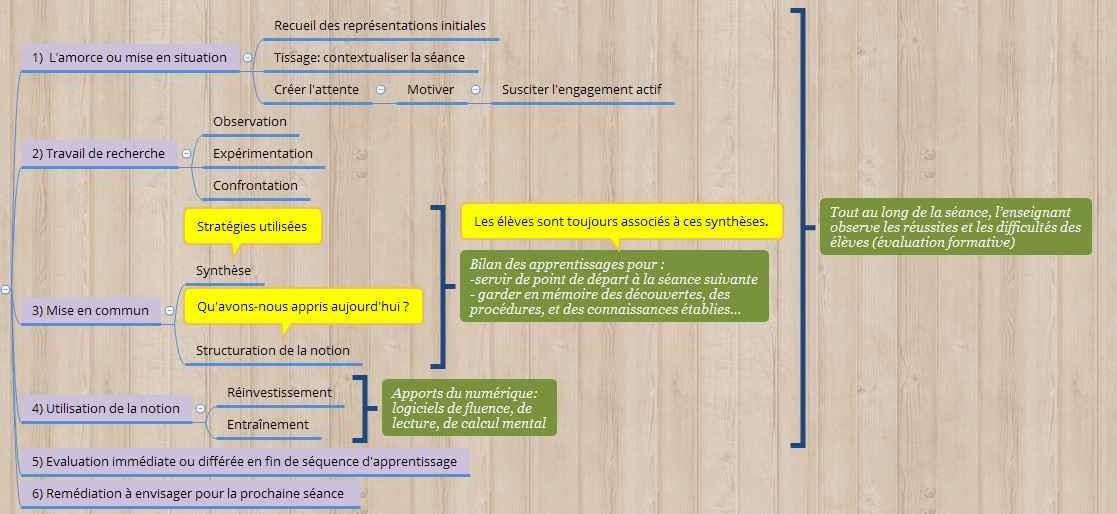 Recueil des représentations initiales
1) L'amorce ou mise en situation
Tissage: contextualiser la séance
Créer l'attente
Motiver
Susciter l'engagement actif
Observation
2) Travail de recherche
Expérimentation
Confrontation
Stratégies utilisées
Les élèves sont toujours associés à ces synthèses.
Tout au long de la séance, l'enseignant
observe les réussites et les difficultés des
élèves (évaluation formative)
Synthèse
Bilan des apprentissages pour :
-servir de point de départ à la séance suivante
- garder en mémoire des découvertes, des
procédures, et des connaissances établies...
3) Mise en commun
Qu'avons-nous appris aujourd'hui ?
Structuration de la notion
Réinvestissement
4) Utilisation de la notion
Entraînement
Apports du numérique:
logiciels de fluence, de
lecture, de calcul mental
5) Evaluation immédiate ou différée en fin de séquence d'apprentissage
6) Remédiation à envisager pour la prochaine séance